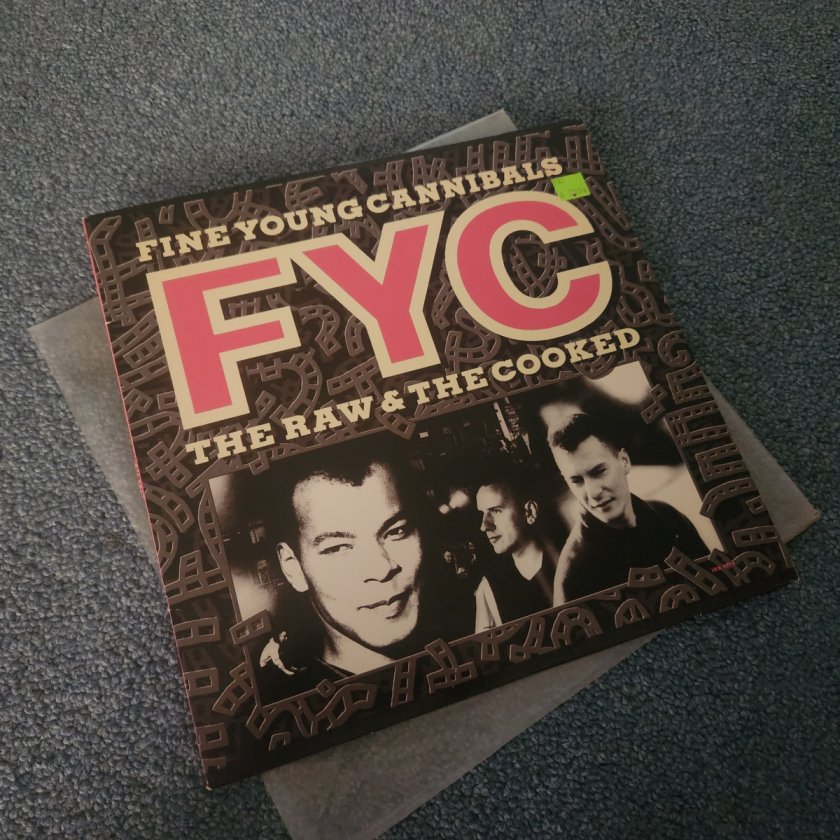 FINE YOUNG CANNIBALS
FYC
THE RAW & THE COOKED